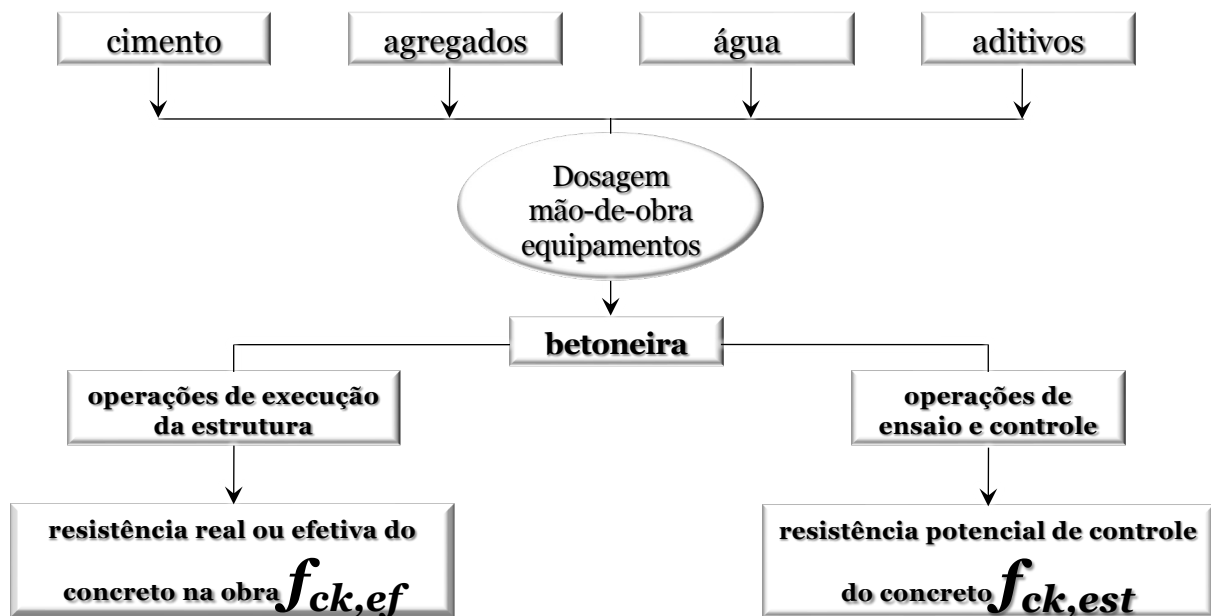 cimento
agregados
água
aditivos
Dosagem
mão-de-obra
equipamentos
betoneira
operações de execução
da estrutura
operações de
ensaio e controle
resistência real ou efetiva do
concreto na obra fck,ef
resistência potencial de controle
do concreto fck,est